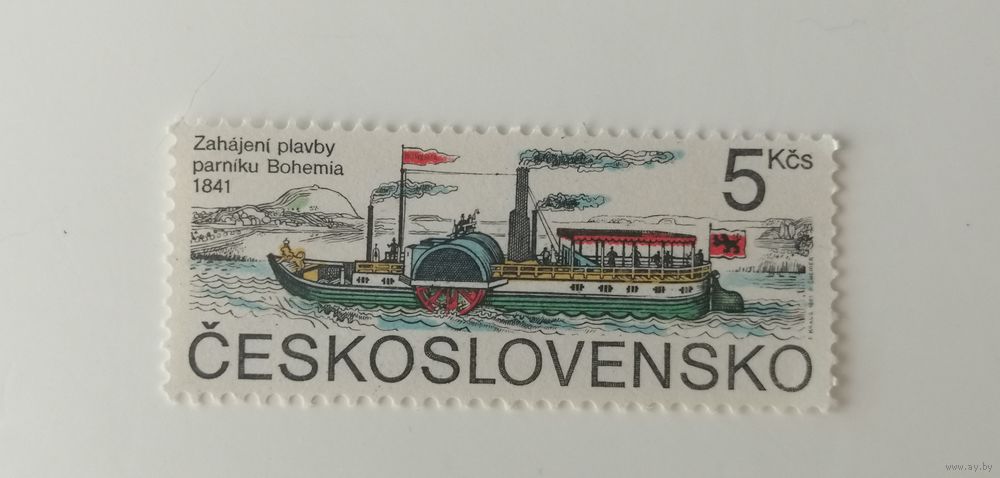 Zahájení plavby
parníku Bohemia
1841
5 Kčs
ČESKOSLOVENSKO
www.ay.by